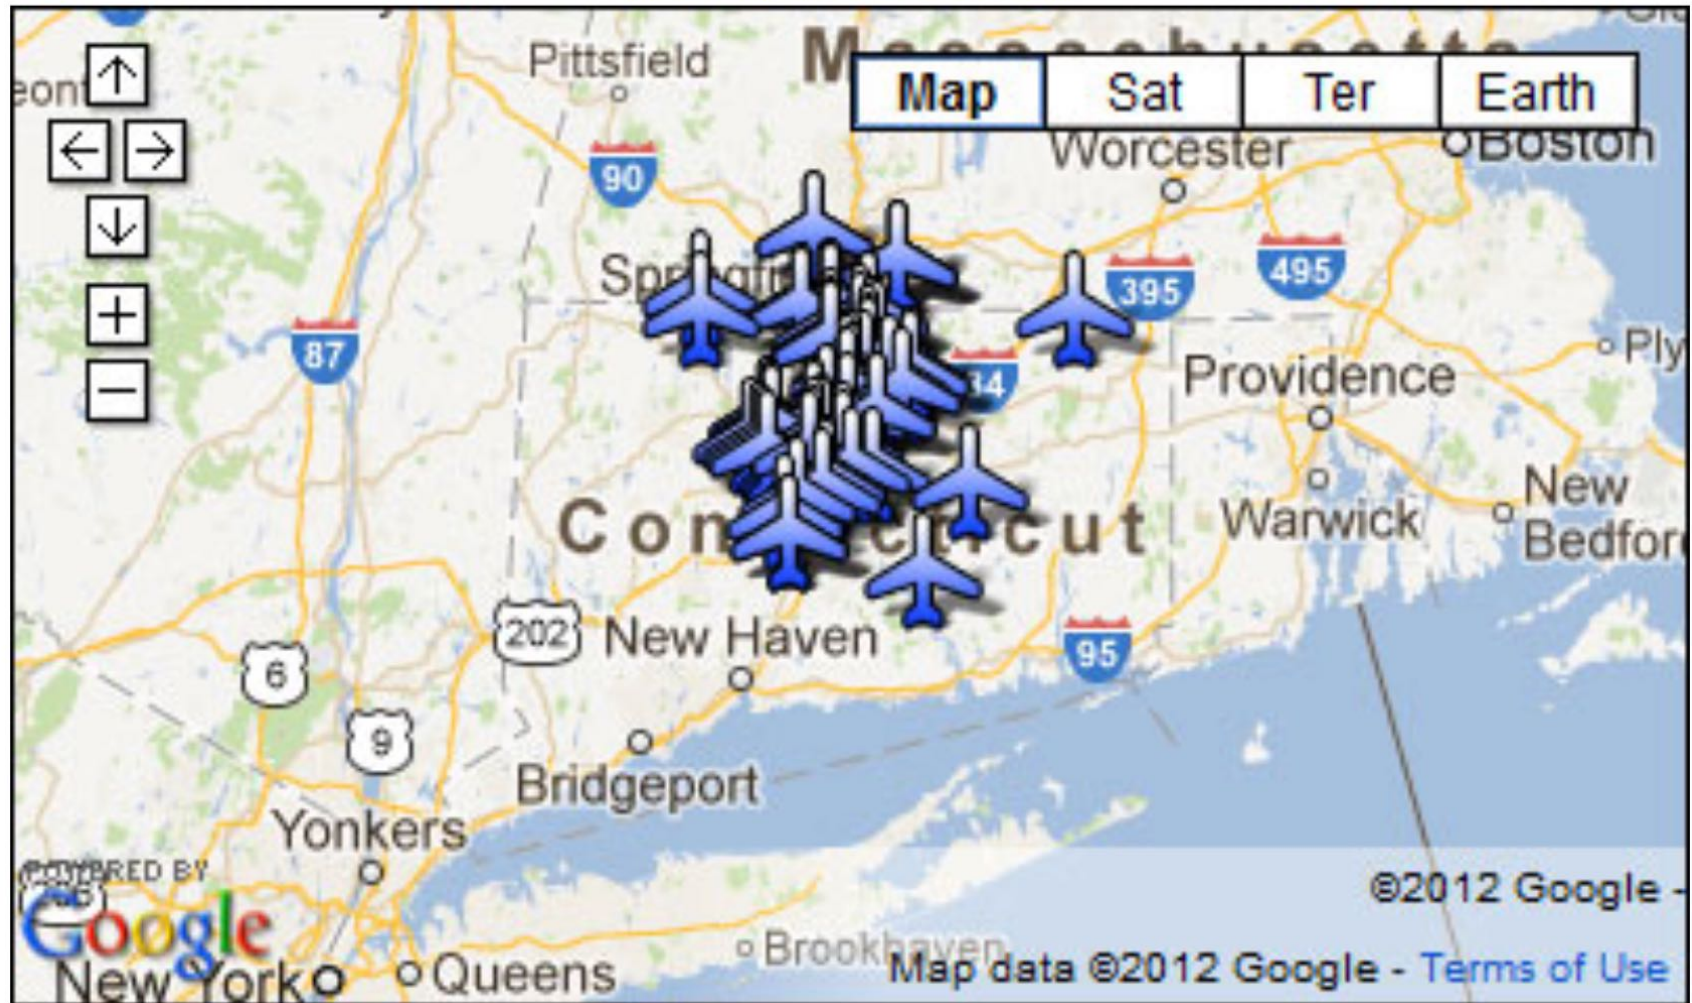 Pittsfield
Map
Sat
Ter
Earth
Worcester
Boston
90
395
495
87
Providence
New
Bedfor
Warwick
202
New Haven
6
95
9
Bridgeport
Yonkers
POWERED BY
Google
©2012 Google -
Brookhaven
Map data ©2012 Google - Terms of Use
New York
Queens